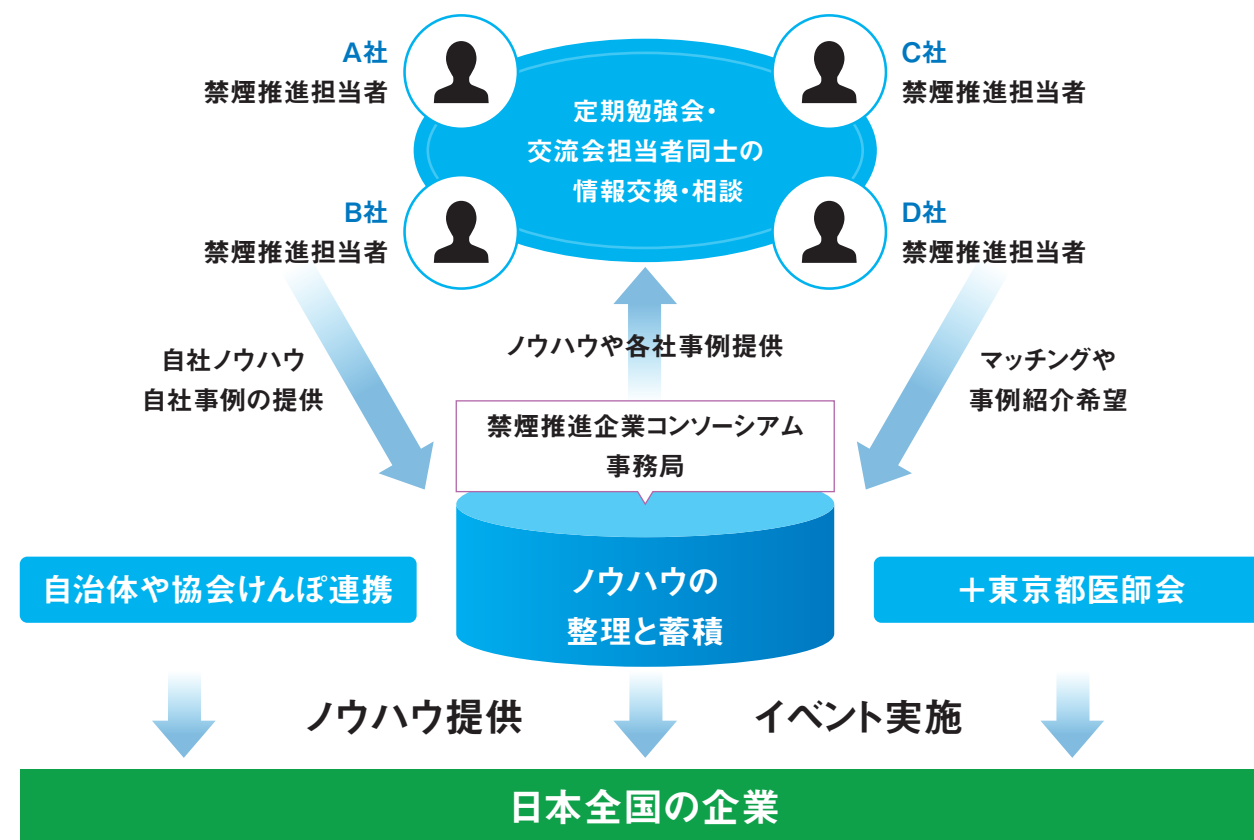 A社
禁煙推進担当者
C社
禁煙推進担当者
定期勉強会・
交流会担当者同士の
情報交換・相談
B社
禁煙推進担当者
D社
禁煙推進担当者
自社ノウハウ
自社事例の提供
ノウハウや各社事例提供
マッチングや
事例紹介希望
禁煙推進企業コンソーシアム
事務局
自治体や協会けんぽ連携
ノウハウの
整理と蓄積
＋東京都医師会
ノウハウ提供
イベント実施
日本全国の企業